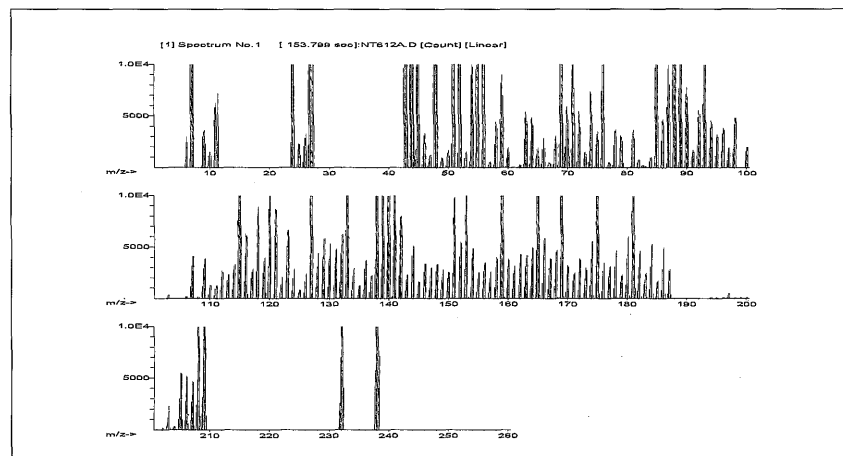 [1] Spectrum No.1 [ 153.799 sec]:NT612A.D [Count] [Linear]
1.0E4
5000
m/z-> 10 20 30 40 50 60 70 80 90 100
1.0E4
5000
m/z-> 110 120 130 140 150 160 170 180 190 200
1.0E4
5000
m/z-> 210 220 230 240 250 260